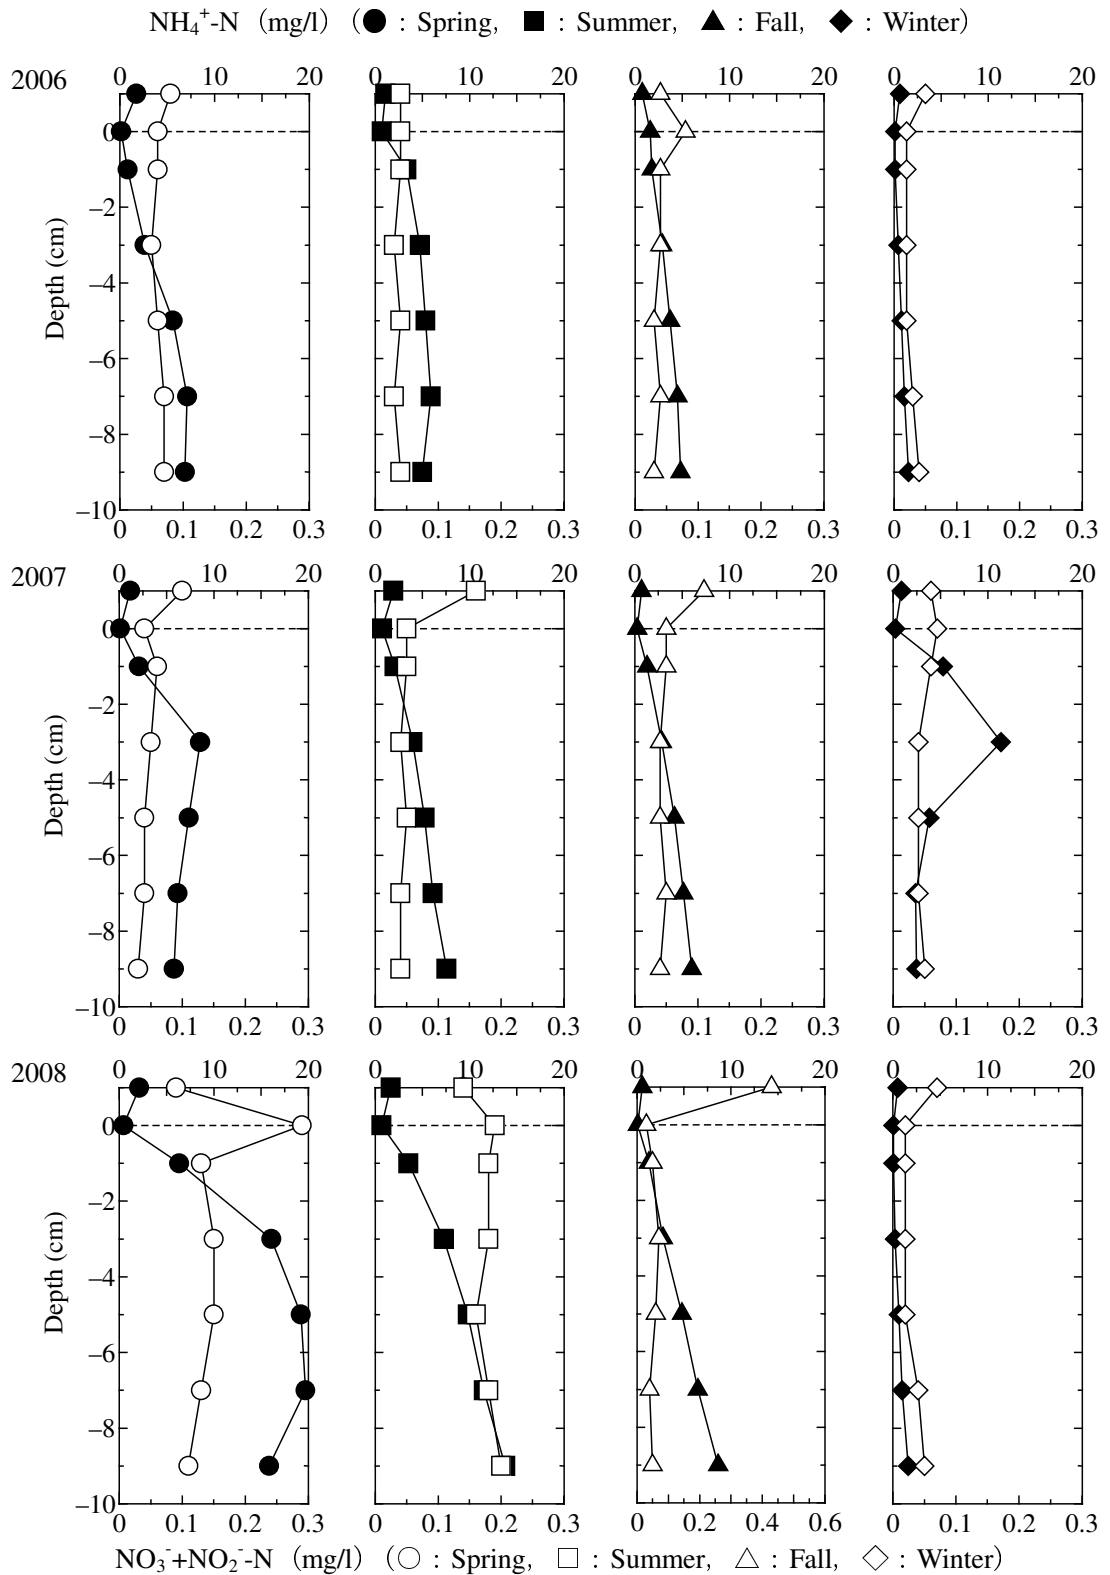 NH₄⁺-N (mg/l) (● : Spring, ■ : Summer, ▲ : Fall, ◆ : Winter)
2006
0 10 20 0 10 20 0 10 20 0 10 20
0
−2
−4
−6
−8
−10
Depth (cm)
0 0.1 0.2 0.3 0 0.1 0.2 0.3 0 0.1 0.2 0.3 0 0.1 0.2 0.3
2007
0 10 20 0 10 20 0 10 20 0 10 20
0
−2
−4
−6
−8
−10
Depth (cm)
0 0.1 0.2 0.3 0 0.1 0.2 0.3 0 0.1 0.2 0.3 0 0.1 0.2 0.3
2008
0 10 20 0 10 20 0 10 20 0 10 20
0
−2
−4
−6
−8
−10
Depth (cm)
0 0.1 0.2 0.3 0 0.1 0.2 0.3 0 0.2 0.4 0.6 0 0.1 0.2 0.3
NO₃⁻+NO₂⁻-N (mg/l) (○ : Spring, □ : Summer, △ : Fall, ◇ : Winter)